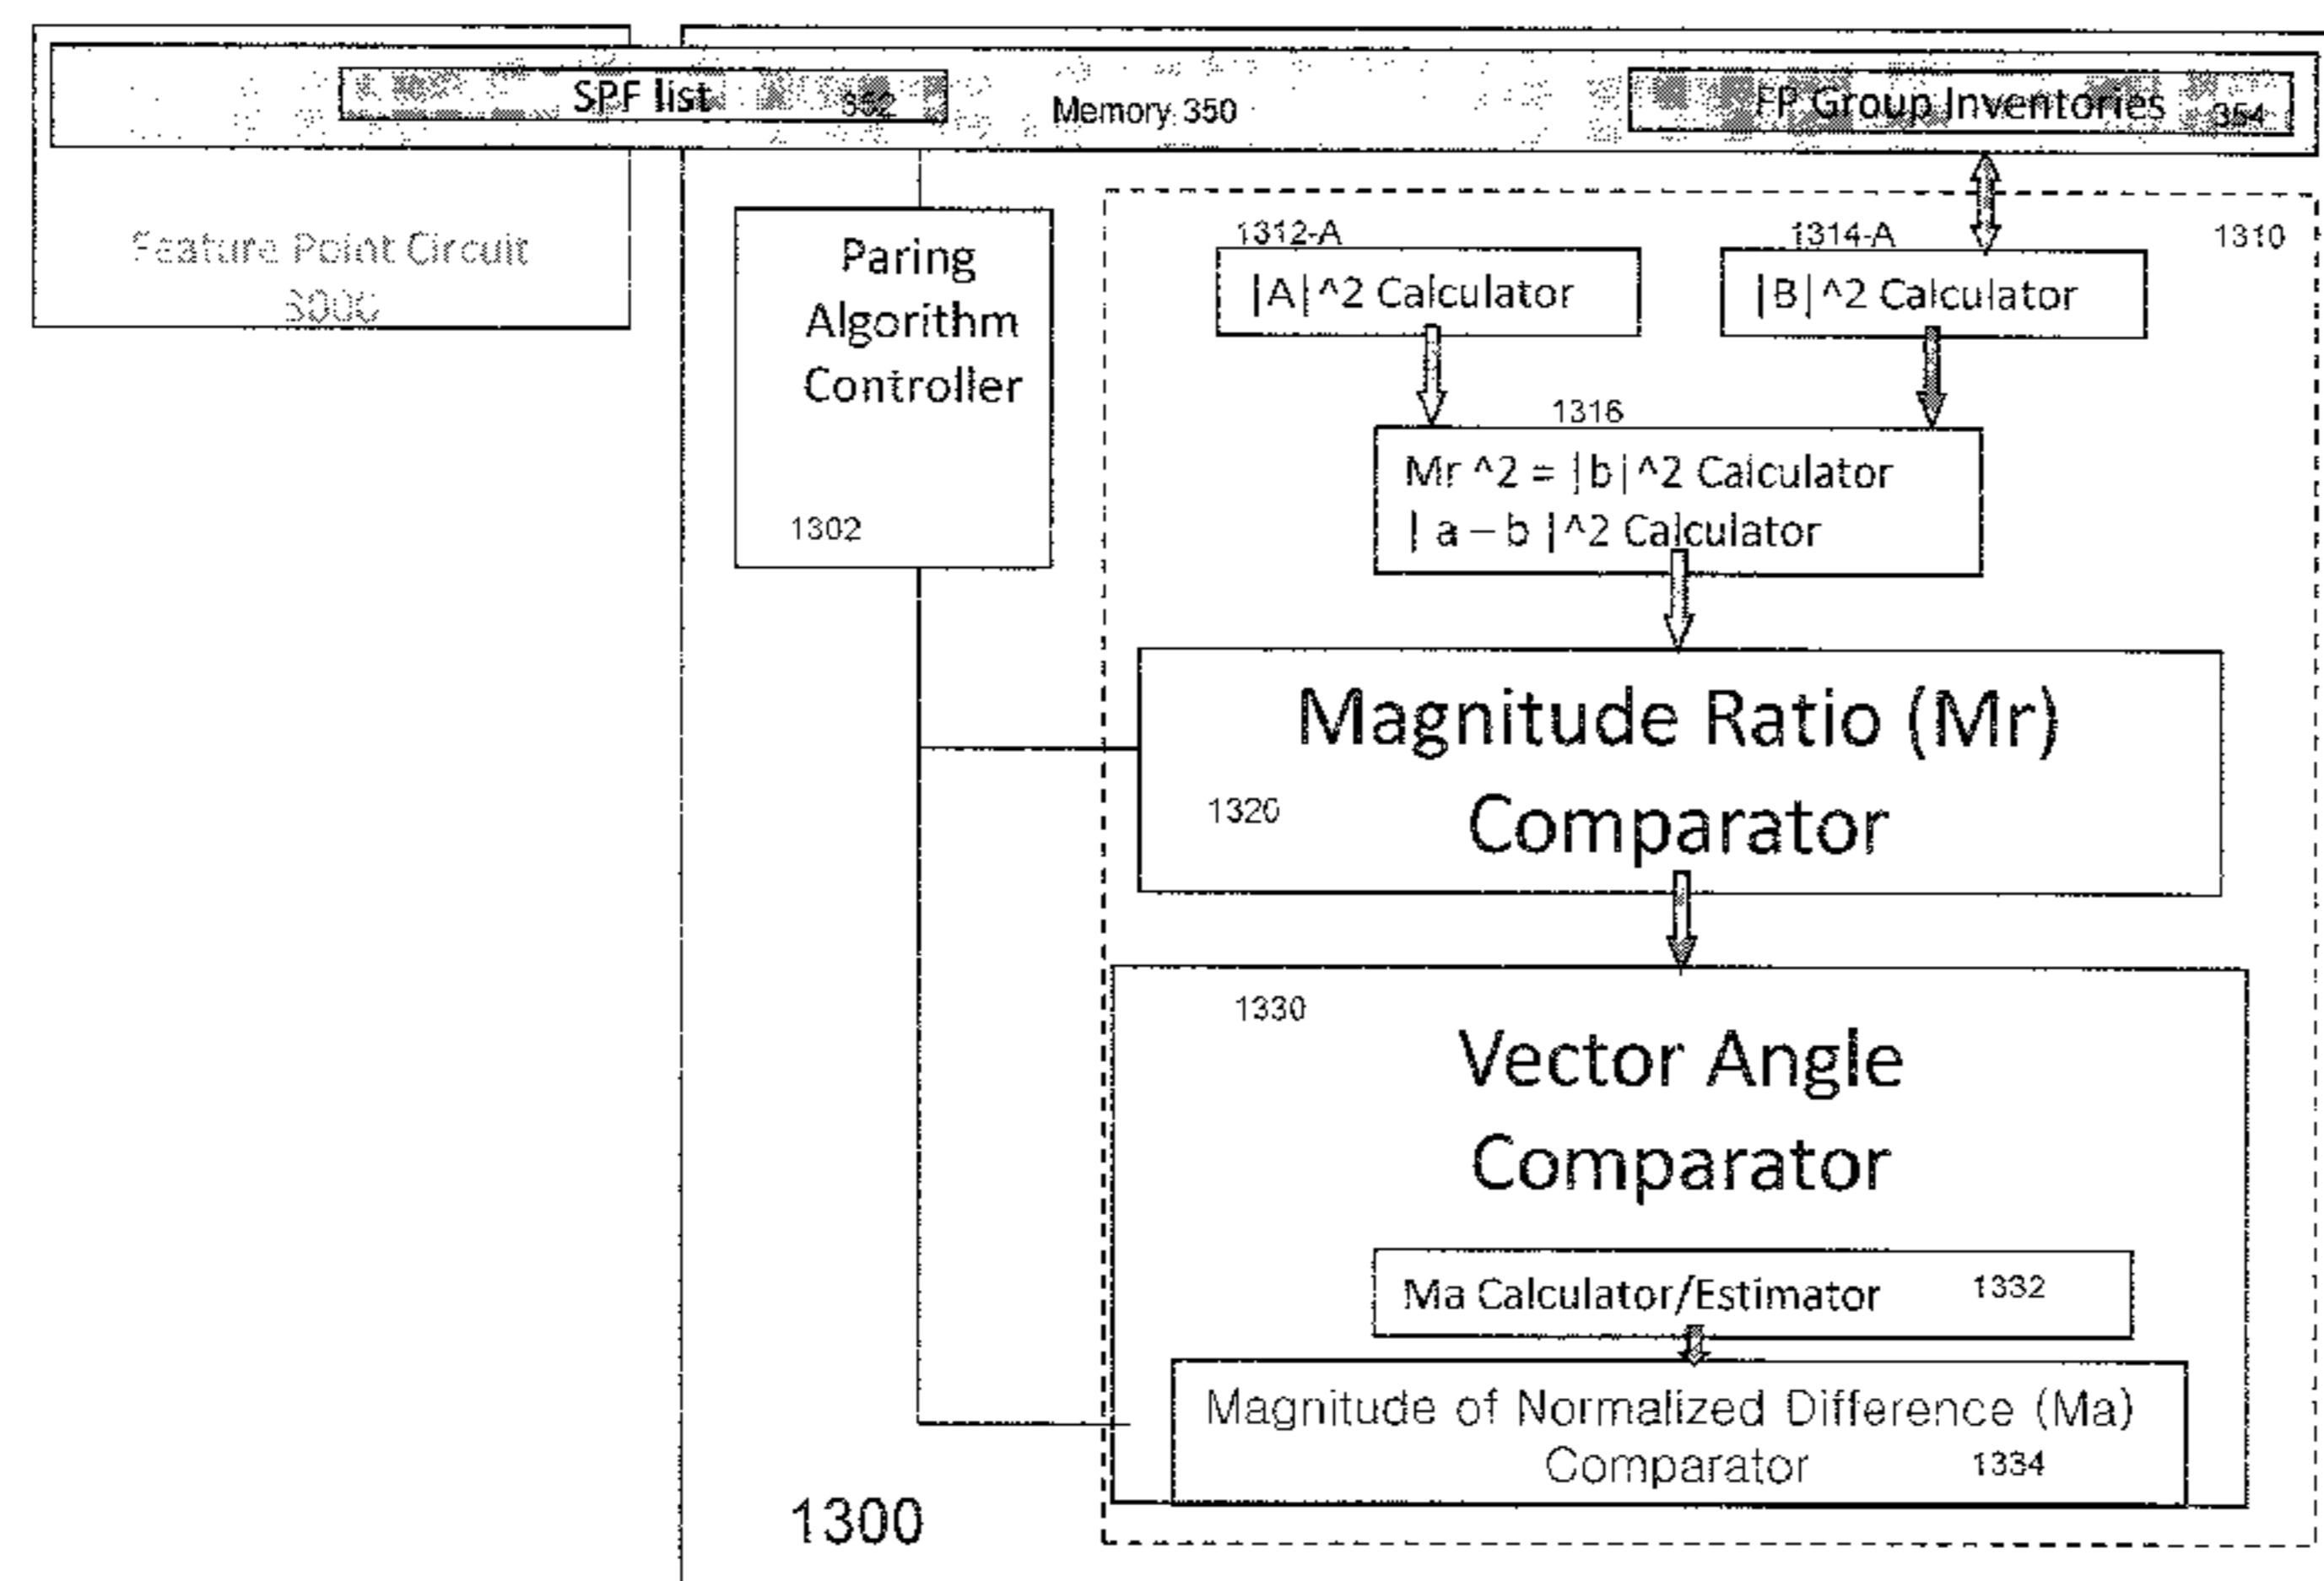 SPF list 352
Memory 350
FP Group Inventories 354
Feature Point Circuit
Paring
Algorithm
Controller
1302
1312-A
|A|^2 Calculator
1314-A
|B|^2 Calculator
1310
1316
Mr ^2 = |b|^2 Calculator
| a – b |^2 Calculator
Magnitude Ratio (Mr)
Comparator
1320
1330
Vector Angle
Comparator
Ma Calculator/Estimator 1332
Magnitude of Normalized Difference (Ma)
Comparator 1334
1300